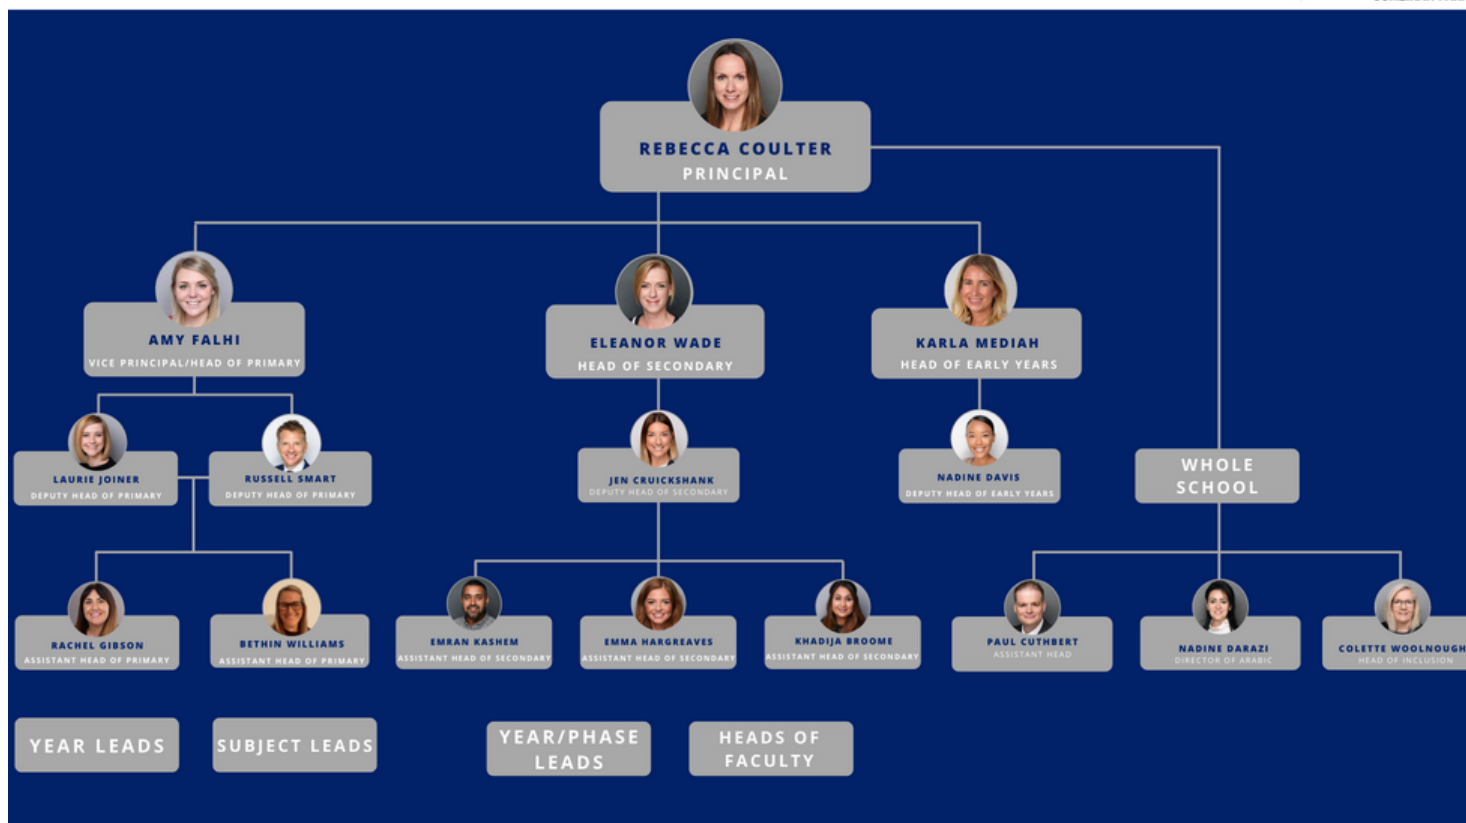 REBECCA COULTER
PRINCIPAL
AMY FALHI
VICE PRINCIPAL/HEAD OF PRIMARY
ELEANOR WADE
HEAD OF SECONDARY
KARLA MEDIAH
HEAD OF EARLY YEARS
LAURIE JOINER
DEPUTY HEAD OF PRIMARY
RUSSELL SMART
DEPUTY HEAD OF PRIMARY
JEN CRUICKSHANK
DEPUTY HEAD OF SECONDARY
NADINE DAVIS
DEPUTY HEAD OF EARLY YEARS
WHOLE
SCHOOL
RACHEL GIBSON
ASSISTANT HEAD OF PRIMARY
BETHIN WILLIAMS
ASSISTANT HEAD OF PRIMARY
EMRAN KASHEM
ASSISTANT HEAD OF SECONDARY
EMMA HARGREAVES
ASSISTANT HEAD OF SECONDARY
KHADIJA BROOME
ASSISTANT HEAD OF SECONDARY
PAUL CUTHBERT
ASSISTANT HEAD
NADINE DARAZI
DIRECTOR OF ARABIC
COLETTE WOOLNOUGH
HEAD OF INCLUSION
YEAR LEADS
SUBJECT LEADS
YEAR/PHASE
LEADS
HEADS OF
FACULTY